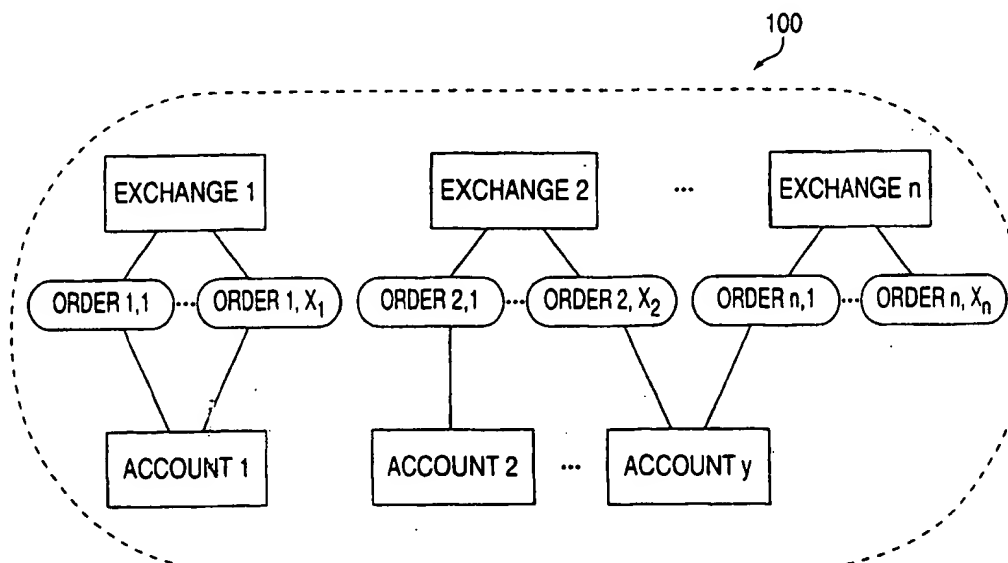 100
EXCHANGE 1 EXCHANGE 2 ... EXCHANGE n
ORDER 1,1 ... ORDER 1, X₁ ORDER 2,1 ... ORDER 2, X₂ ORDER n,1 ... ORDER n, Xₙ
ACCOUNT 1 ACCOUNT 2 ... ACCOUNT y